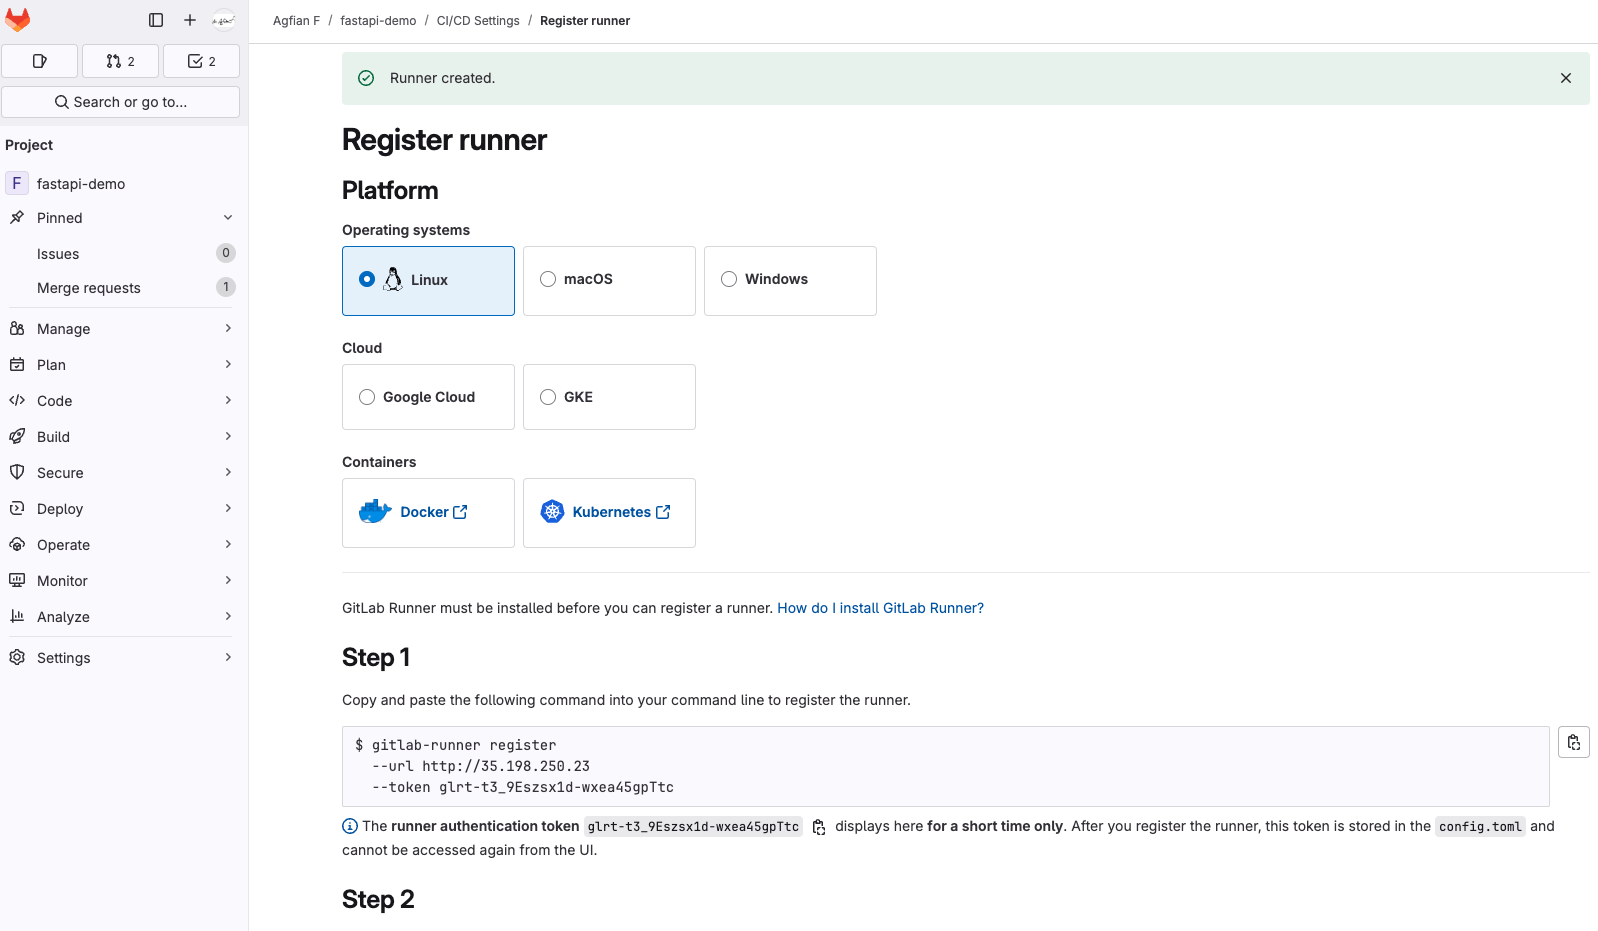 Agfian F / fastapi-demo / CI/CD Settings / Register runner
2
2
Search or go to...
Project
F fastapi-demo
Pinned
Issues 0
Merge requests 1
Manage
Plan
Code
Build
Secure
Deploy
Operate
Monitor
Analyze
Settings
Runner created.
Register runner
Platform
Operating systems
Linux
macOS
Windows
Cloud
Google Cloud
GKE
Containers
Docker
Kubernetes
GitLab Runner must be installed before you can register a runner. How do I install GitLab Runner?
Step 1
Copy and paste the following command into your command line to register the runner.
$ gitlab-runner register
--url http://35.198.250.23
--token glrt-t3_9Eszsx1d-wxea45gpTtc
The runner authentication token glrt-t3_9Eszsx1d-wxea45gpTtc displays here for a short time only. After you register the runner, this token is stored in the config.toml and
cannot be accessed again from the UI.
Step 2